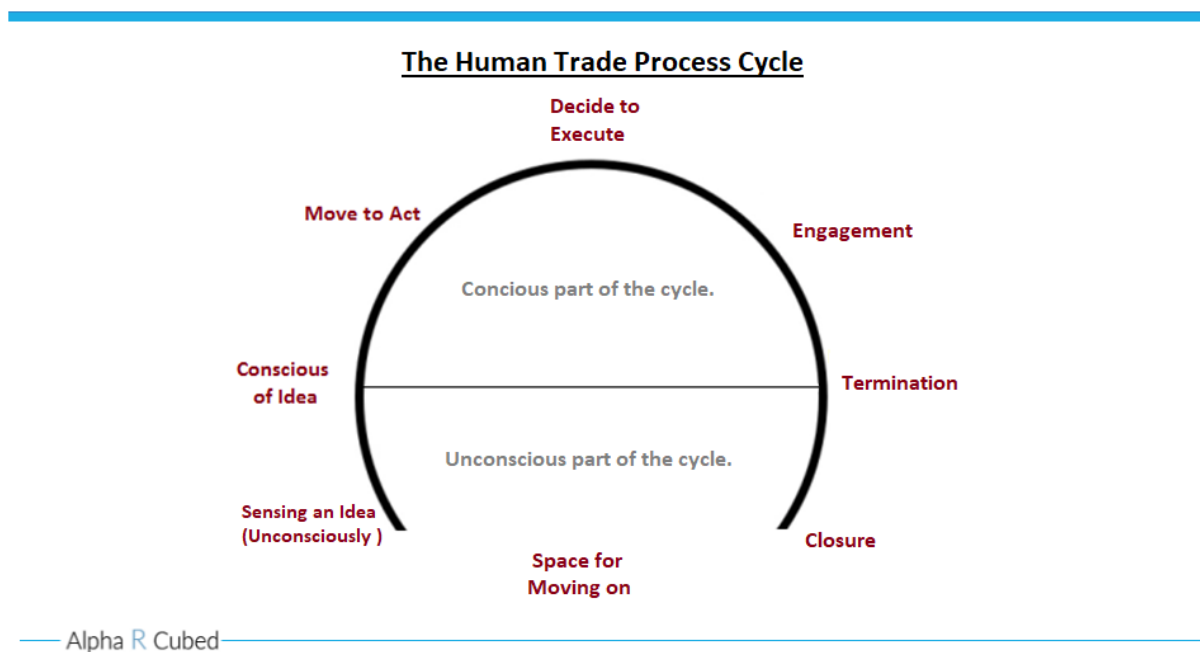 The Human Trade Process Cycle
Decide to
Execute
Move to Act
Engagement
Concious part of the cycle.
Conscious
of Idea
Termination
Unconscious part of the cycle.
Sensing an Idea
(Unconsciously )
Closure
Space for
Moving on
Alpha R Cubed